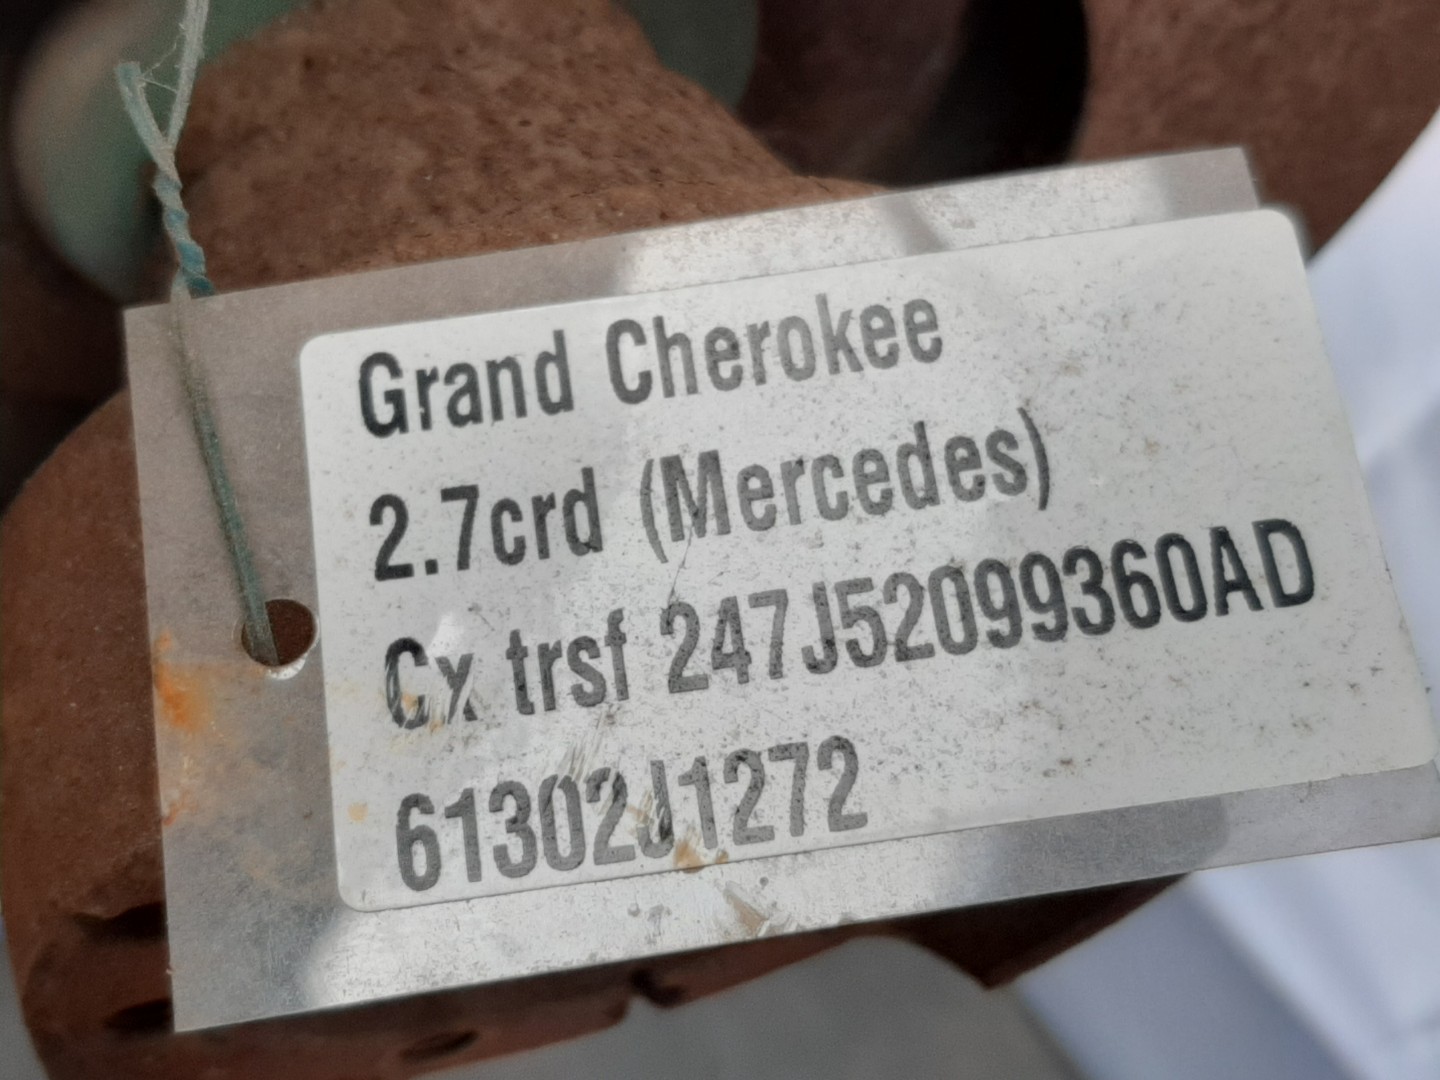 Grand Cherokee
2.7crd (Mercedes)
Cx trsf 247J52099360AD
61302J1272